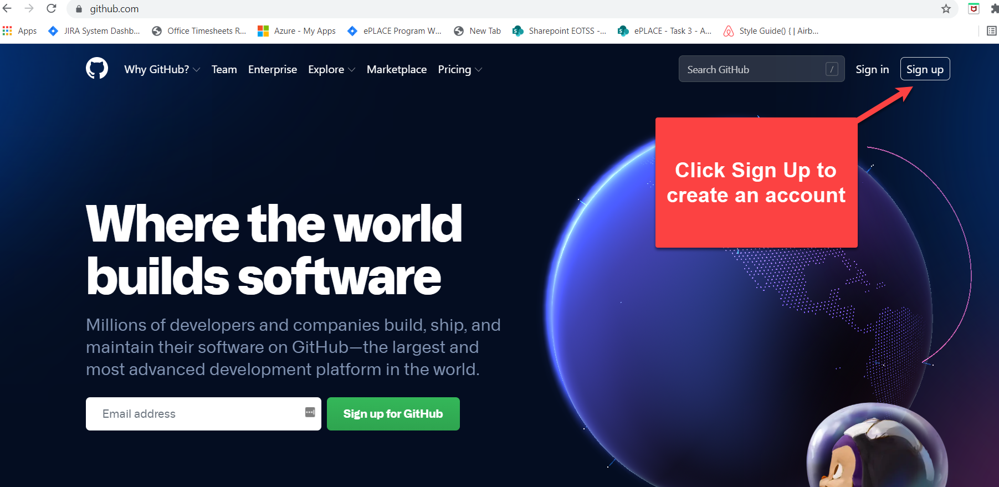 github.com
Apps JIRA System Dashb... Office Timesheets R... Azure - My Apps ePLACE Program W... New Tab Sharepoint EOTSS -... ePLACE - Task 3 - A... Style Guide() { | Airb...
Why GitHub? Team Enterprise Explore Marketplace Pricing Search GitHub / Sign in Sign up
Click Sign Up to
create an account
Where the world
builds software
Millions of developers and companies build, ship, and
maintain their software on GitHub—the largest and
most advanced development platform in the world.
Email address Sign up for GitHub